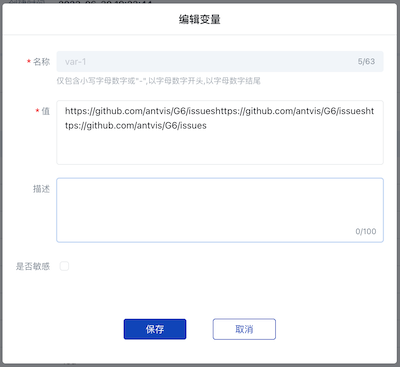 编辑变量
* 名称
var-1
5/63
仅包含小写字母数字或"-",以字母数字开头,以字母数字结尾
* 值
https://github.com/antvis/G6/issueshttps://github.com/antvis/G6/issuesht
tps://github.com/antvis/G6/issues
描述
0/100
是否敏感
保存
取消